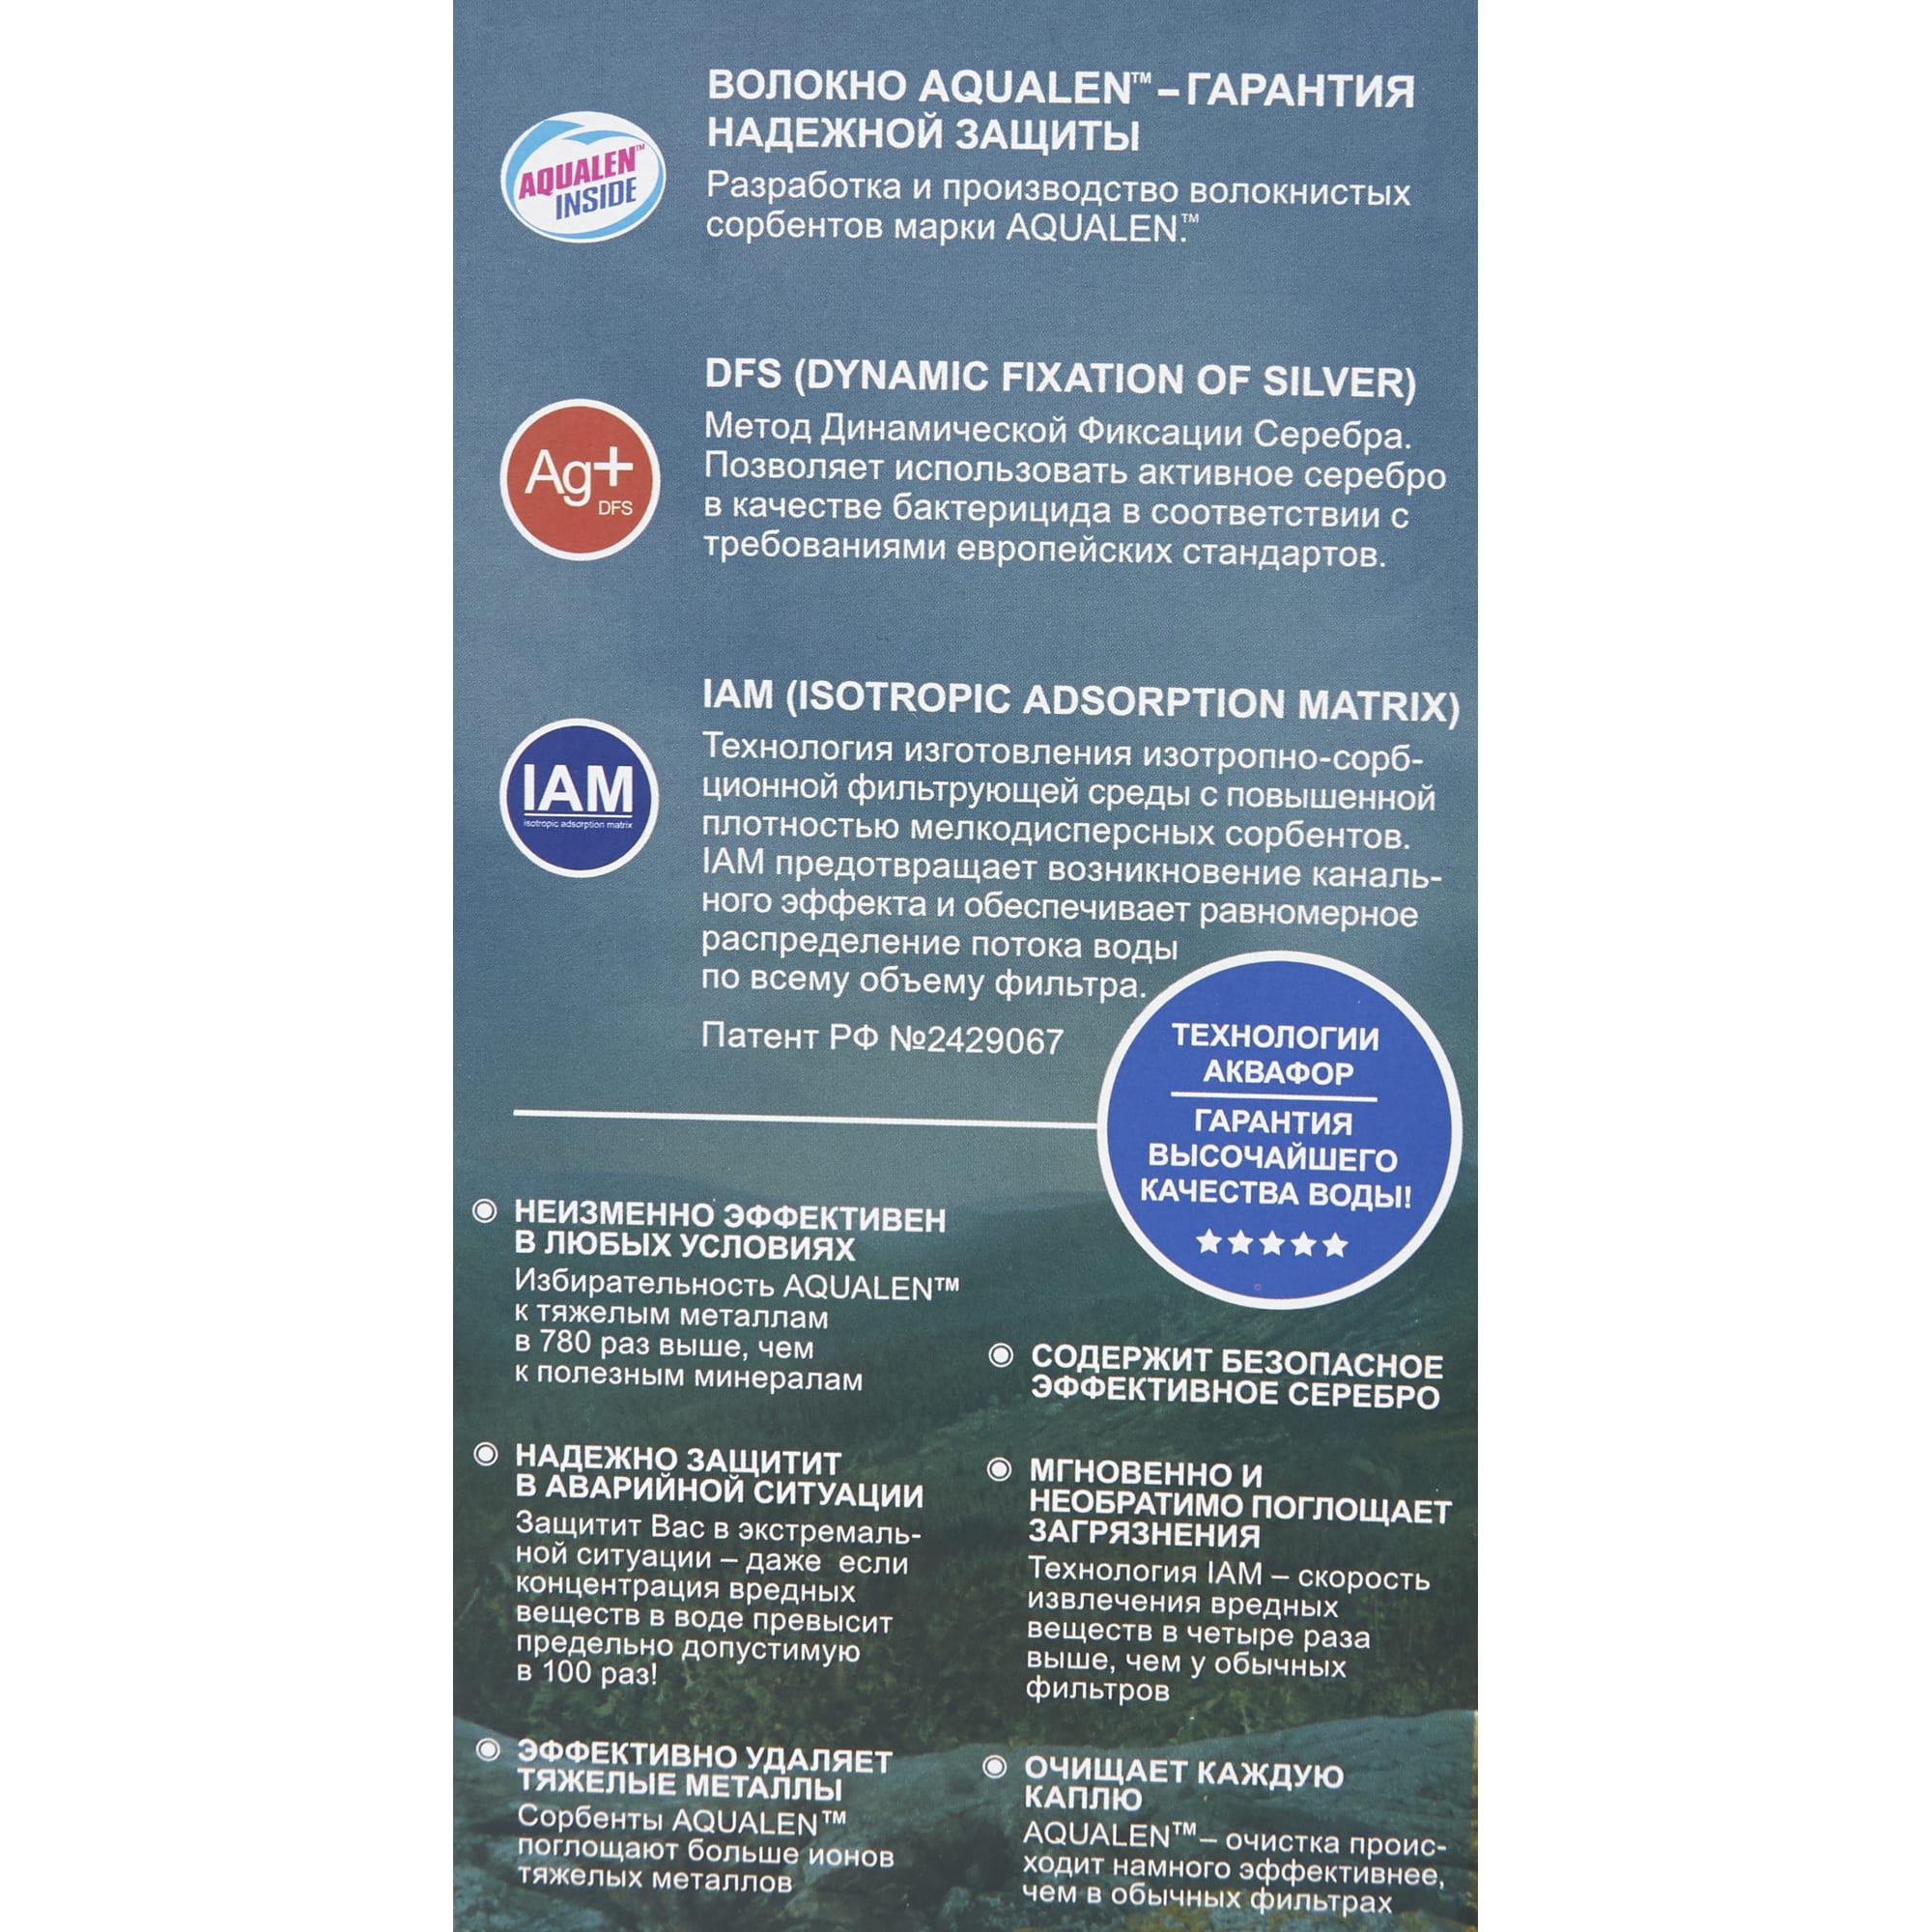 ВОЛОКНО AQUALEN™ – ГАРАНТИЯ
НАДЕЖНОЙ ЗАЩИТЫ
AQUALEN™
INSIDE
Разработка и производство волокнистых
сорбентов марки AQUALEN.™
DFS (DYNAMIC FIXATION OF SILVER)
Ag+
DFS
Метод Динамической Фиксации Серебра.
Позволяет использовать активное серебро
в качестве бактерицида в соответствии с
требованиями европейских стандартов.
IAM (ISOTROPIC ADSORPTION MATRIX)
IAM
isotropic adsorption matrix
Технология изготовления изотропно-сорб-
ционной фильтрующей среды с повышенной
плотностью мелкодисперсных сорбентов.
IAM предотвращает возникновение каналь-
ного эффекта и обеспечивает равномерное
распределение потока воды
по всему объему фильтра.
Патент РФ №2429067
ТЕХНОЛОГИИ
АКВАФОР
ГАРАНТИЯ
ВЫСОЧАЙШЕГО
КАЧЕСТВА ВОДЫ!
НЕИЗМЕННО ЭФФЕКТИВЕН
В ЛЮБЫХ УСЛОВИЯХ
Избирательность AQUALEN™
к тяжелым металлам
в 780 раз выше, чем
к полезным минералам
НАДЕЖНО ЗАЩИТИТ
В АВАРИЙНОЙ СИТУАЦИИ
Защитит Вас в экстремаль-
ной ситуации – даже если
концентрация вредных
веществ в воде превысит
предельно допустимую
в 100 раз!
ЭФФЕКТИВНО УДАЛЯЕТ
ТЯЖЕЛЫЕ МЕТАЛЛЫ
Сорбенты AQUALEN™
поглощают больше ионов
тяжелых металлов
СОДЕРЖИТ БЕЗОПАСНОЕ
ЭФФЕКТИВНОЕ СЕРЕБРО
МГНОВЕННО И
НЕОБРАТИМО ПОГЛОЩАЕТ
ЗАГРЯЗНЕНИЯ
Технология IAM – скорость
извлечения вредных
веществ в четыре раза
выше, чем у обычных
фильтров
ОЧИЩАЕТ КАЖДУЮ
КАПЛЮ
AQUALEN™ – очистка проис-
ходит намного эффективнее,
чем в обычных фильтрах